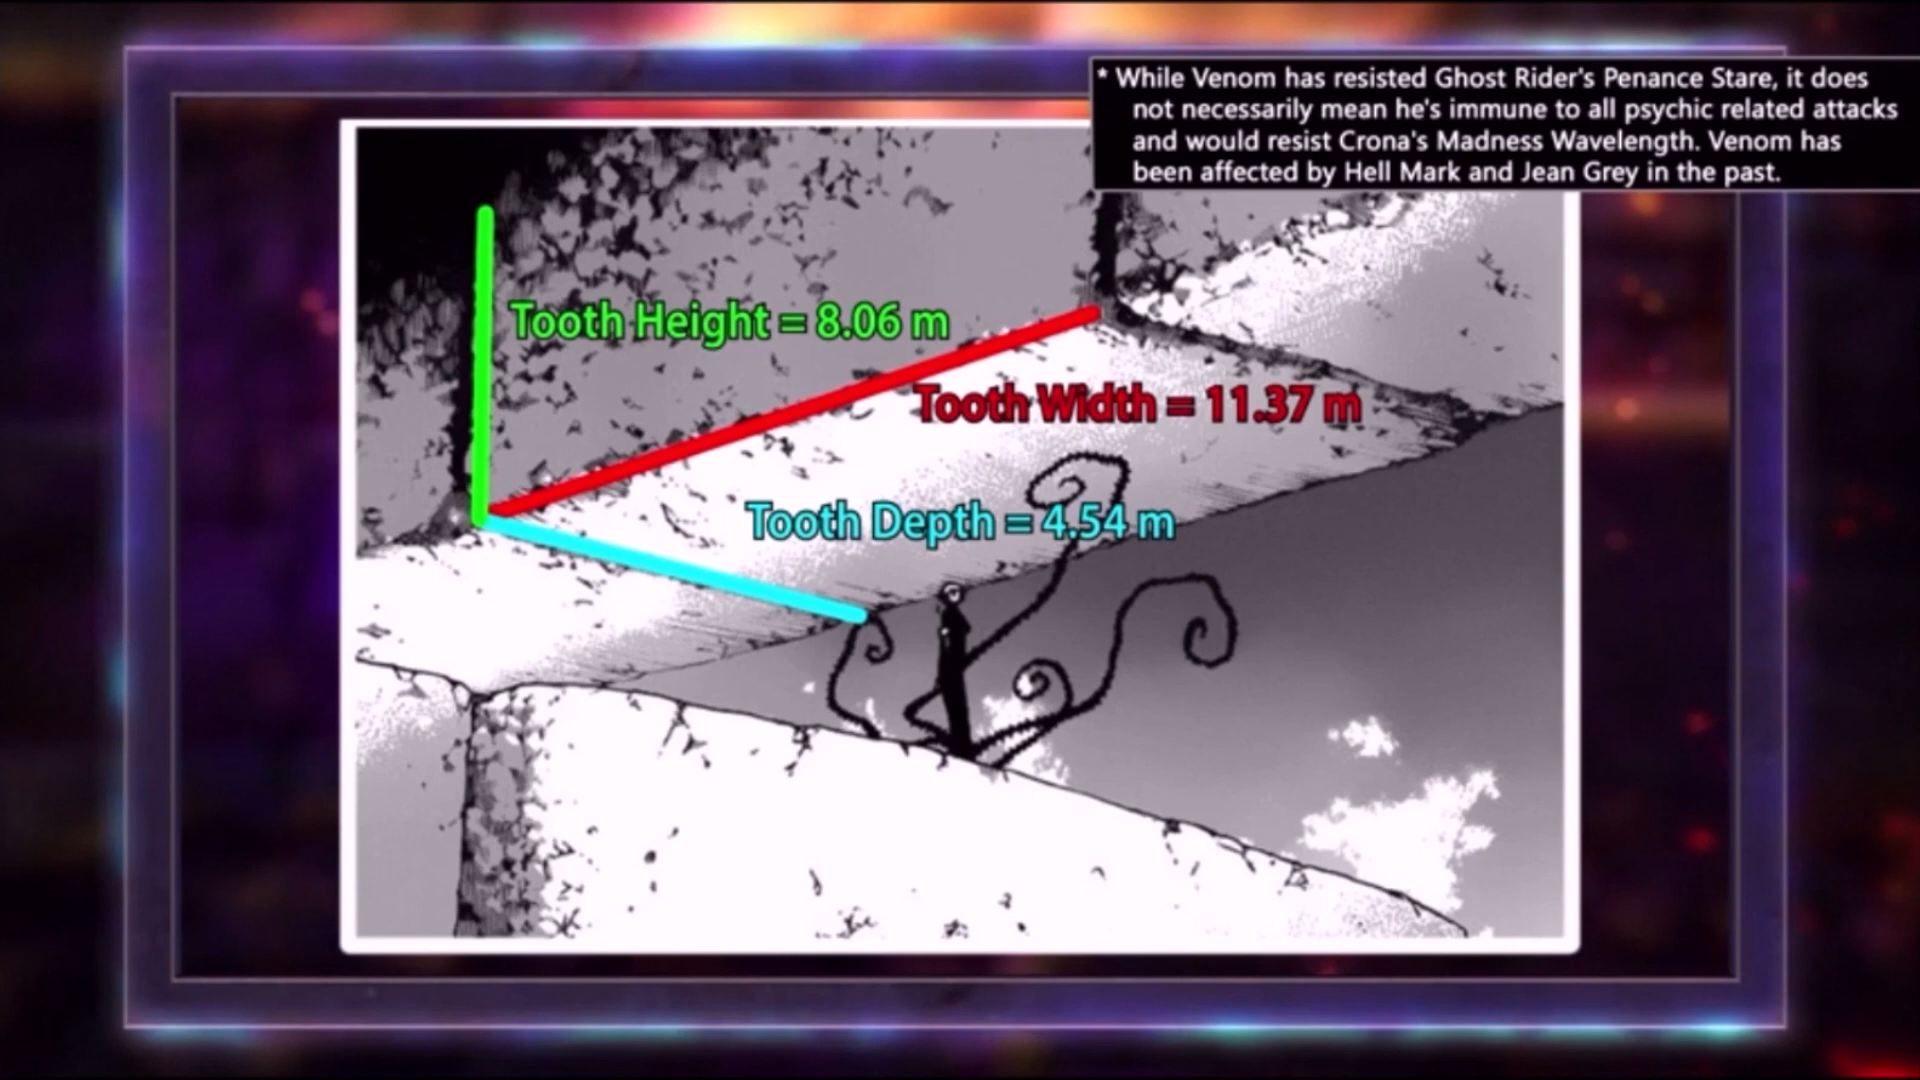 * While Venom has resisted Ghost Rider's Penance Stare, it does
not necessarily mean he's immune to all psychic related attacks
and would resist Crona's Madness Wavelength. Venom has
been affected by Hell Mark and Jean Grey in the past.
Tooth Height = 8.06 m
Tooth Width = 11.37 m
Tooth Depth = 4.54 m